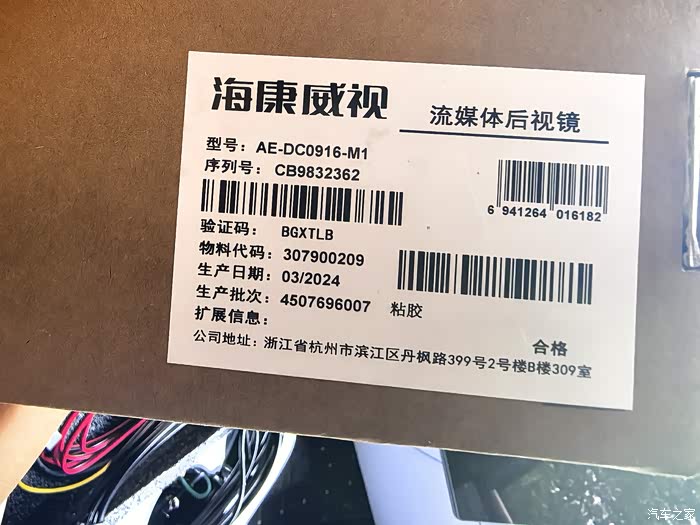 海康威视
流媒体后视镜
型号：AE-DC0916-M1
序列号：CB9832362
6 941264 016182
验证码：BGXTLB
物料代码：307900209
生产日期：03/2024
生产批次：4507696007 粘胶
扩展信息：
合格
公司地址：浙江省杭州市滨江区丹枫路399号2号楼B楼309室
汽车之家